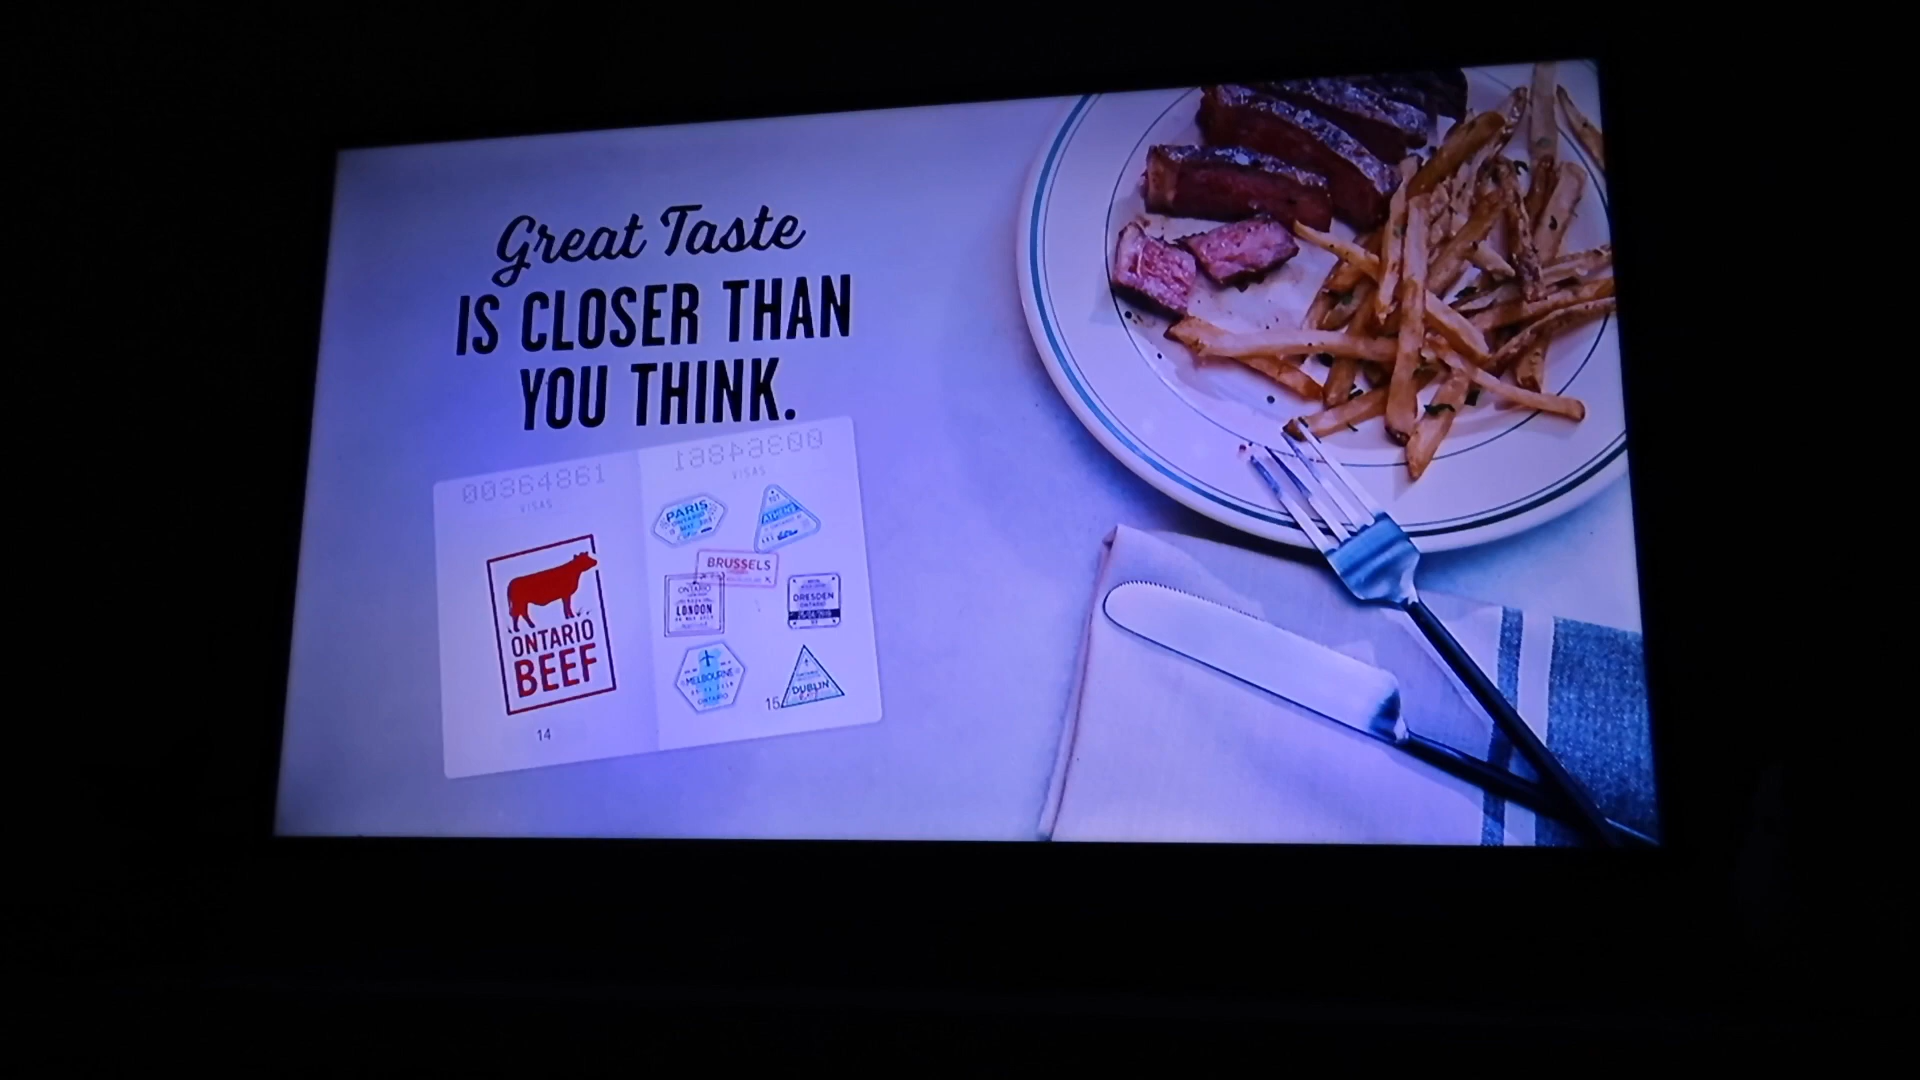 Great Taste
IS CLOSER THAN
YOU THINK.
00364861
VISAS
00364861
VISAS
ONTARIO
BEEF
14
PARIS
ONTARIO
ATHENS
BRUSSELS
ONTARIO
LONDON
DRESDEN
ONTARIO
MELBOURNE
ONTARIO
DUBLIN
15